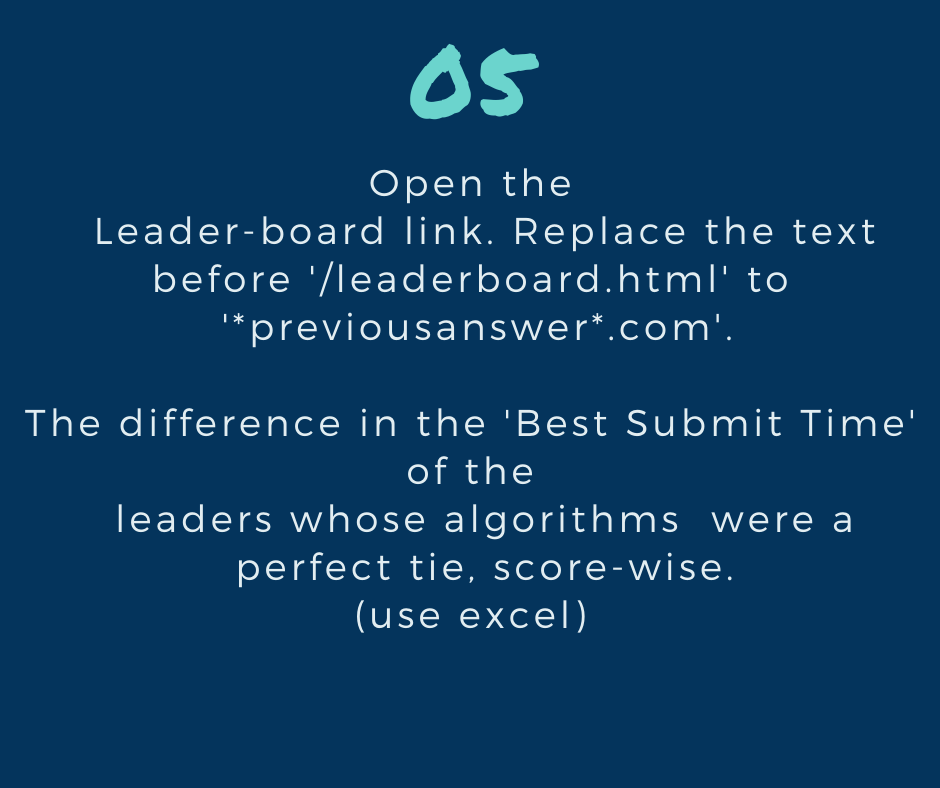 05
Open the
Leader-board link. Replace the text
before '/leaderboard.html' to
'*previousanswer*.com'.
The difference in the 'Best Submit Time'
of the
leaders whose algorithms were a
perfect tie, score-wise.
(use excel)